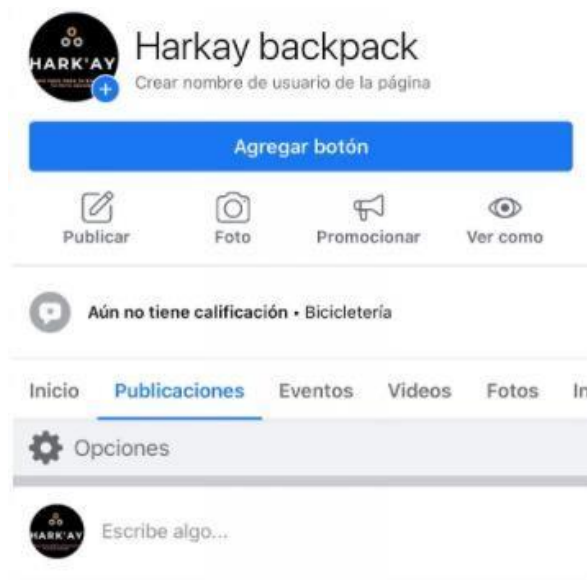 HARK'AY
Harkay backpack
Crear nombre de usuario de la página
Agregar botón
Publicar Foto Promocionar Ver como
Aún no tiene calificación • Bicicletería
Inicio Publicaciones Eventos Videos Fotos
Opciones
HARK'AY
Escribe algo...